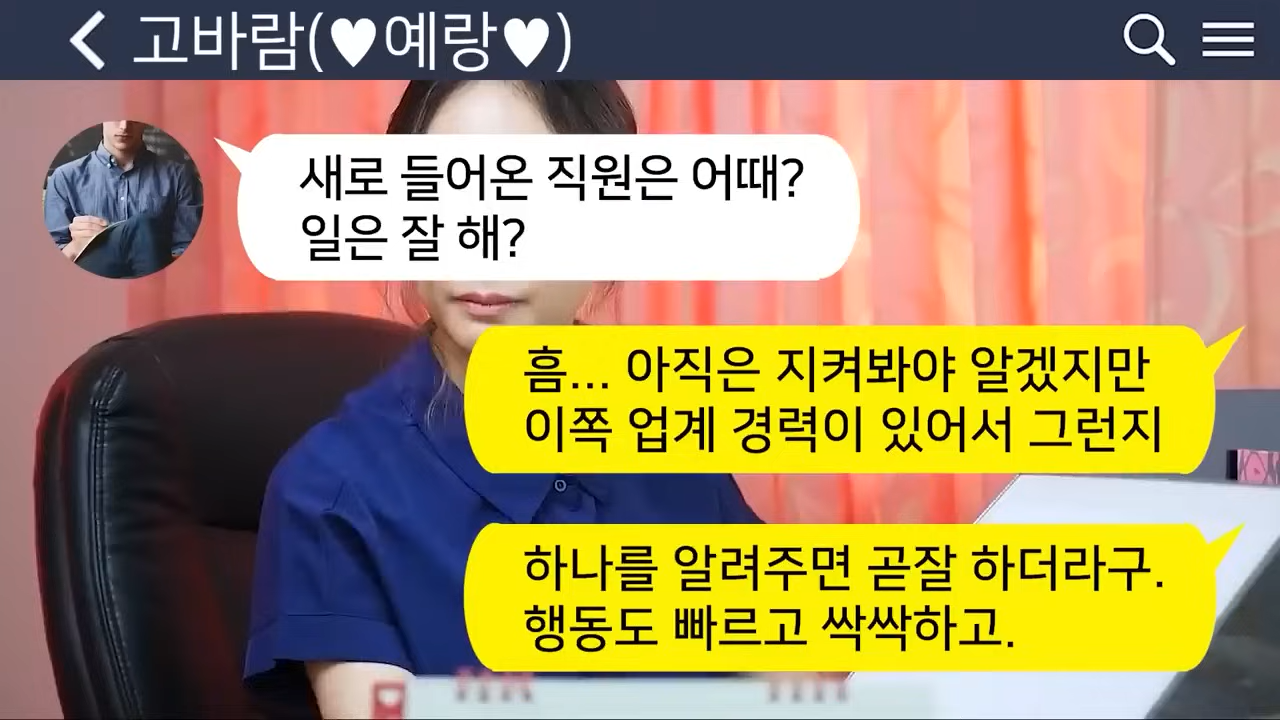 고바람(♥예랑♥)
새로 들어온 직원은 어때?
일은 잘 해?
흠... 아직은 지켜봐야 알겠지만
이쪽 업계 경력이 있어서 그런지
하나를 알려주면 곧잘 하더라구.
행동도 빠르고 싹싹하고.